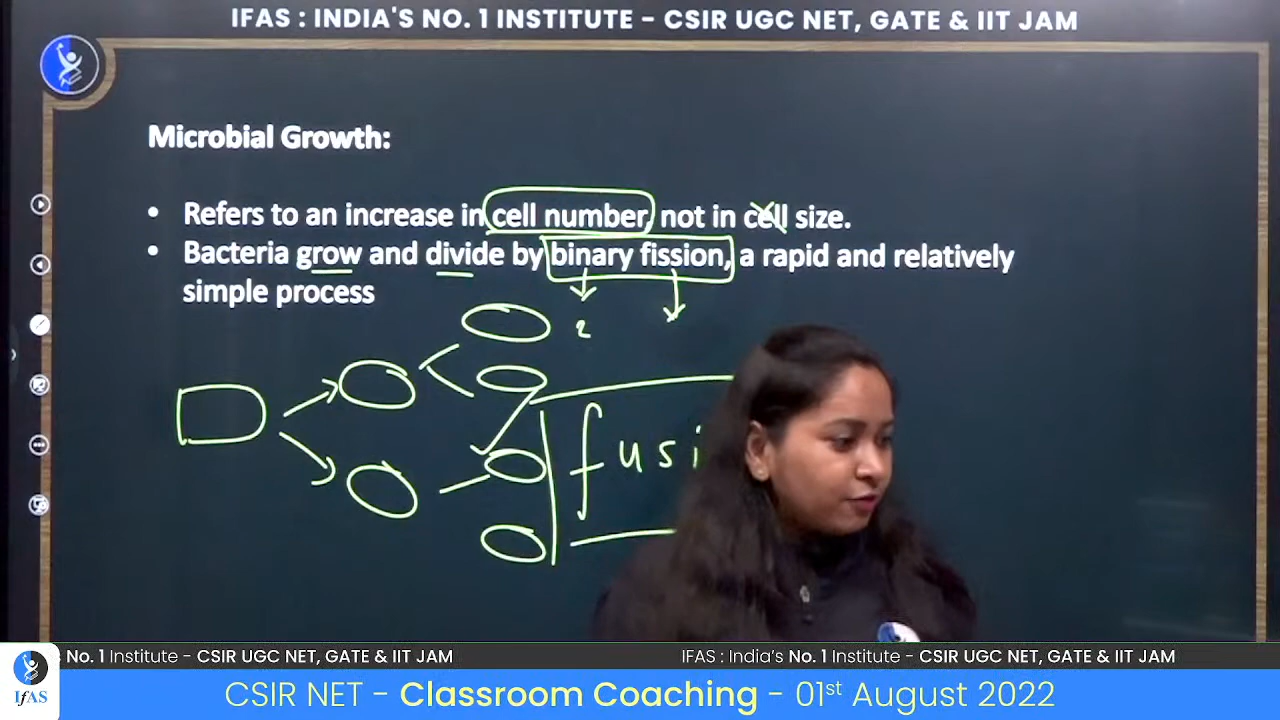 IFAS : INDIA'S NO. 1 INSTITUTE - CSIR UGC NET, GATE & IIT JAM
Microbial Growth:
• Refers to an increase in cell number, not in cell size.
• Bacteria grow and divide by binary fission, a rapid and relatively
simple process
2
fusi
No. 1 Institute - CSIR UGC NET, GATE & IIT JAM
IFAS : India's No. 1 Institute - CSIR UGC NET, GATE & IIT JAM
IfAS
CSIR NET - Classroom Coaching - 01st August 2022